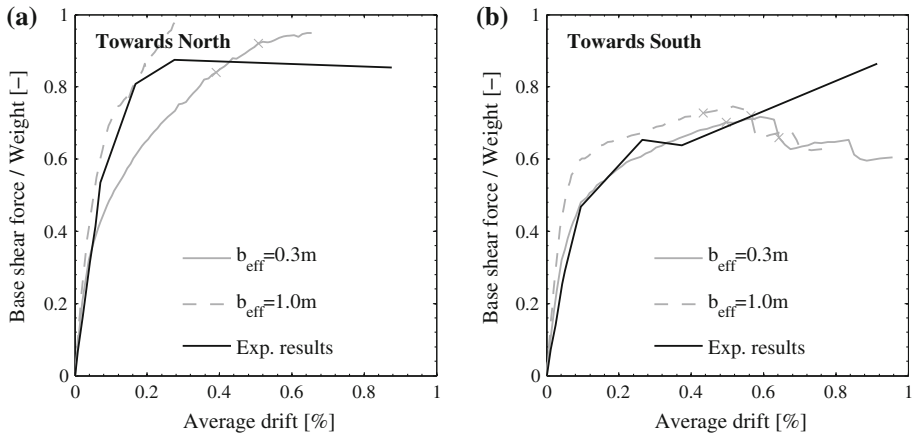 (a)
1
0.8
0.6
0.4
0.2
0
Base shear force / Weight [−]
Towards North
b_eff=0.3m
b_eff=1.0m
Exp. results
0 0.2 0.4 0.6 0.8 1
Average drift [%]
(b)
1
0.8
0.6
0.4
0.2
0
Base shear force / Weight [−]
Towards South
b_eff=0.3m
b_eff=1.0m
Exp. results
0 0.2 0.4 0.6 0.8 1
Average drift [%]